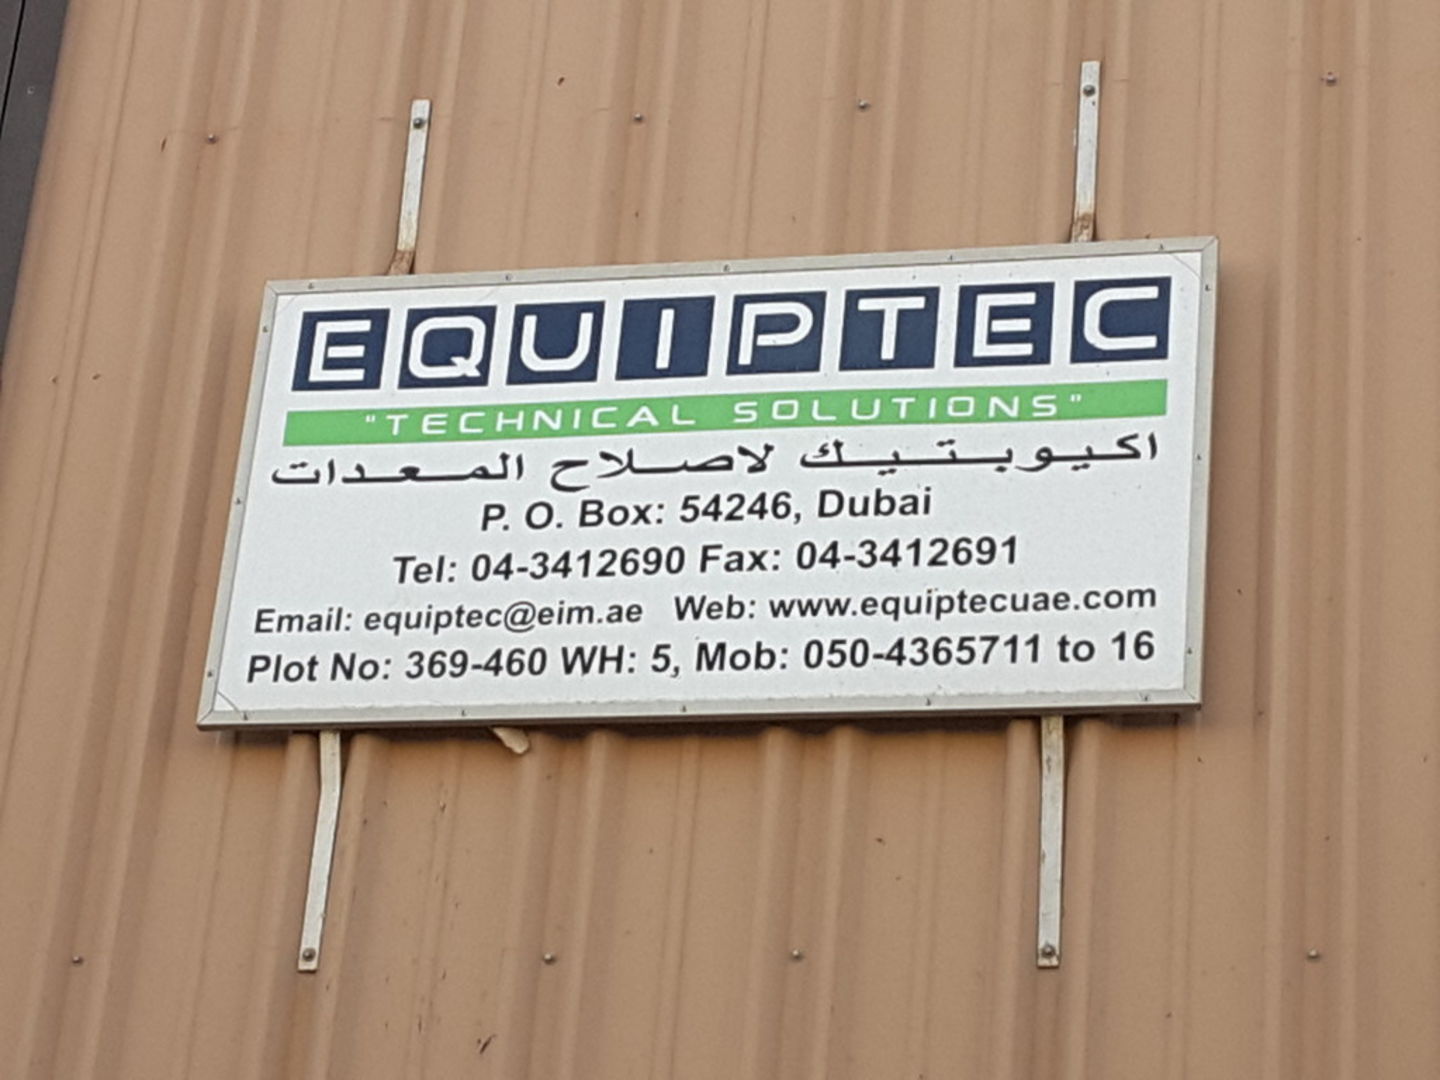 EQUIPTEC
"TECHNICAL SOLUTIONS"
اكيوبتيك لاصلاح المعدات
P. O. Box: 54246, Dubai
Tel: 04-3412690 Fax: 04-3412691
Email: equiptec@eim.ae Web: www.equiptecuae.com
Plot No: 369-460 WH: 5, Mob: 050-4365711 to 16